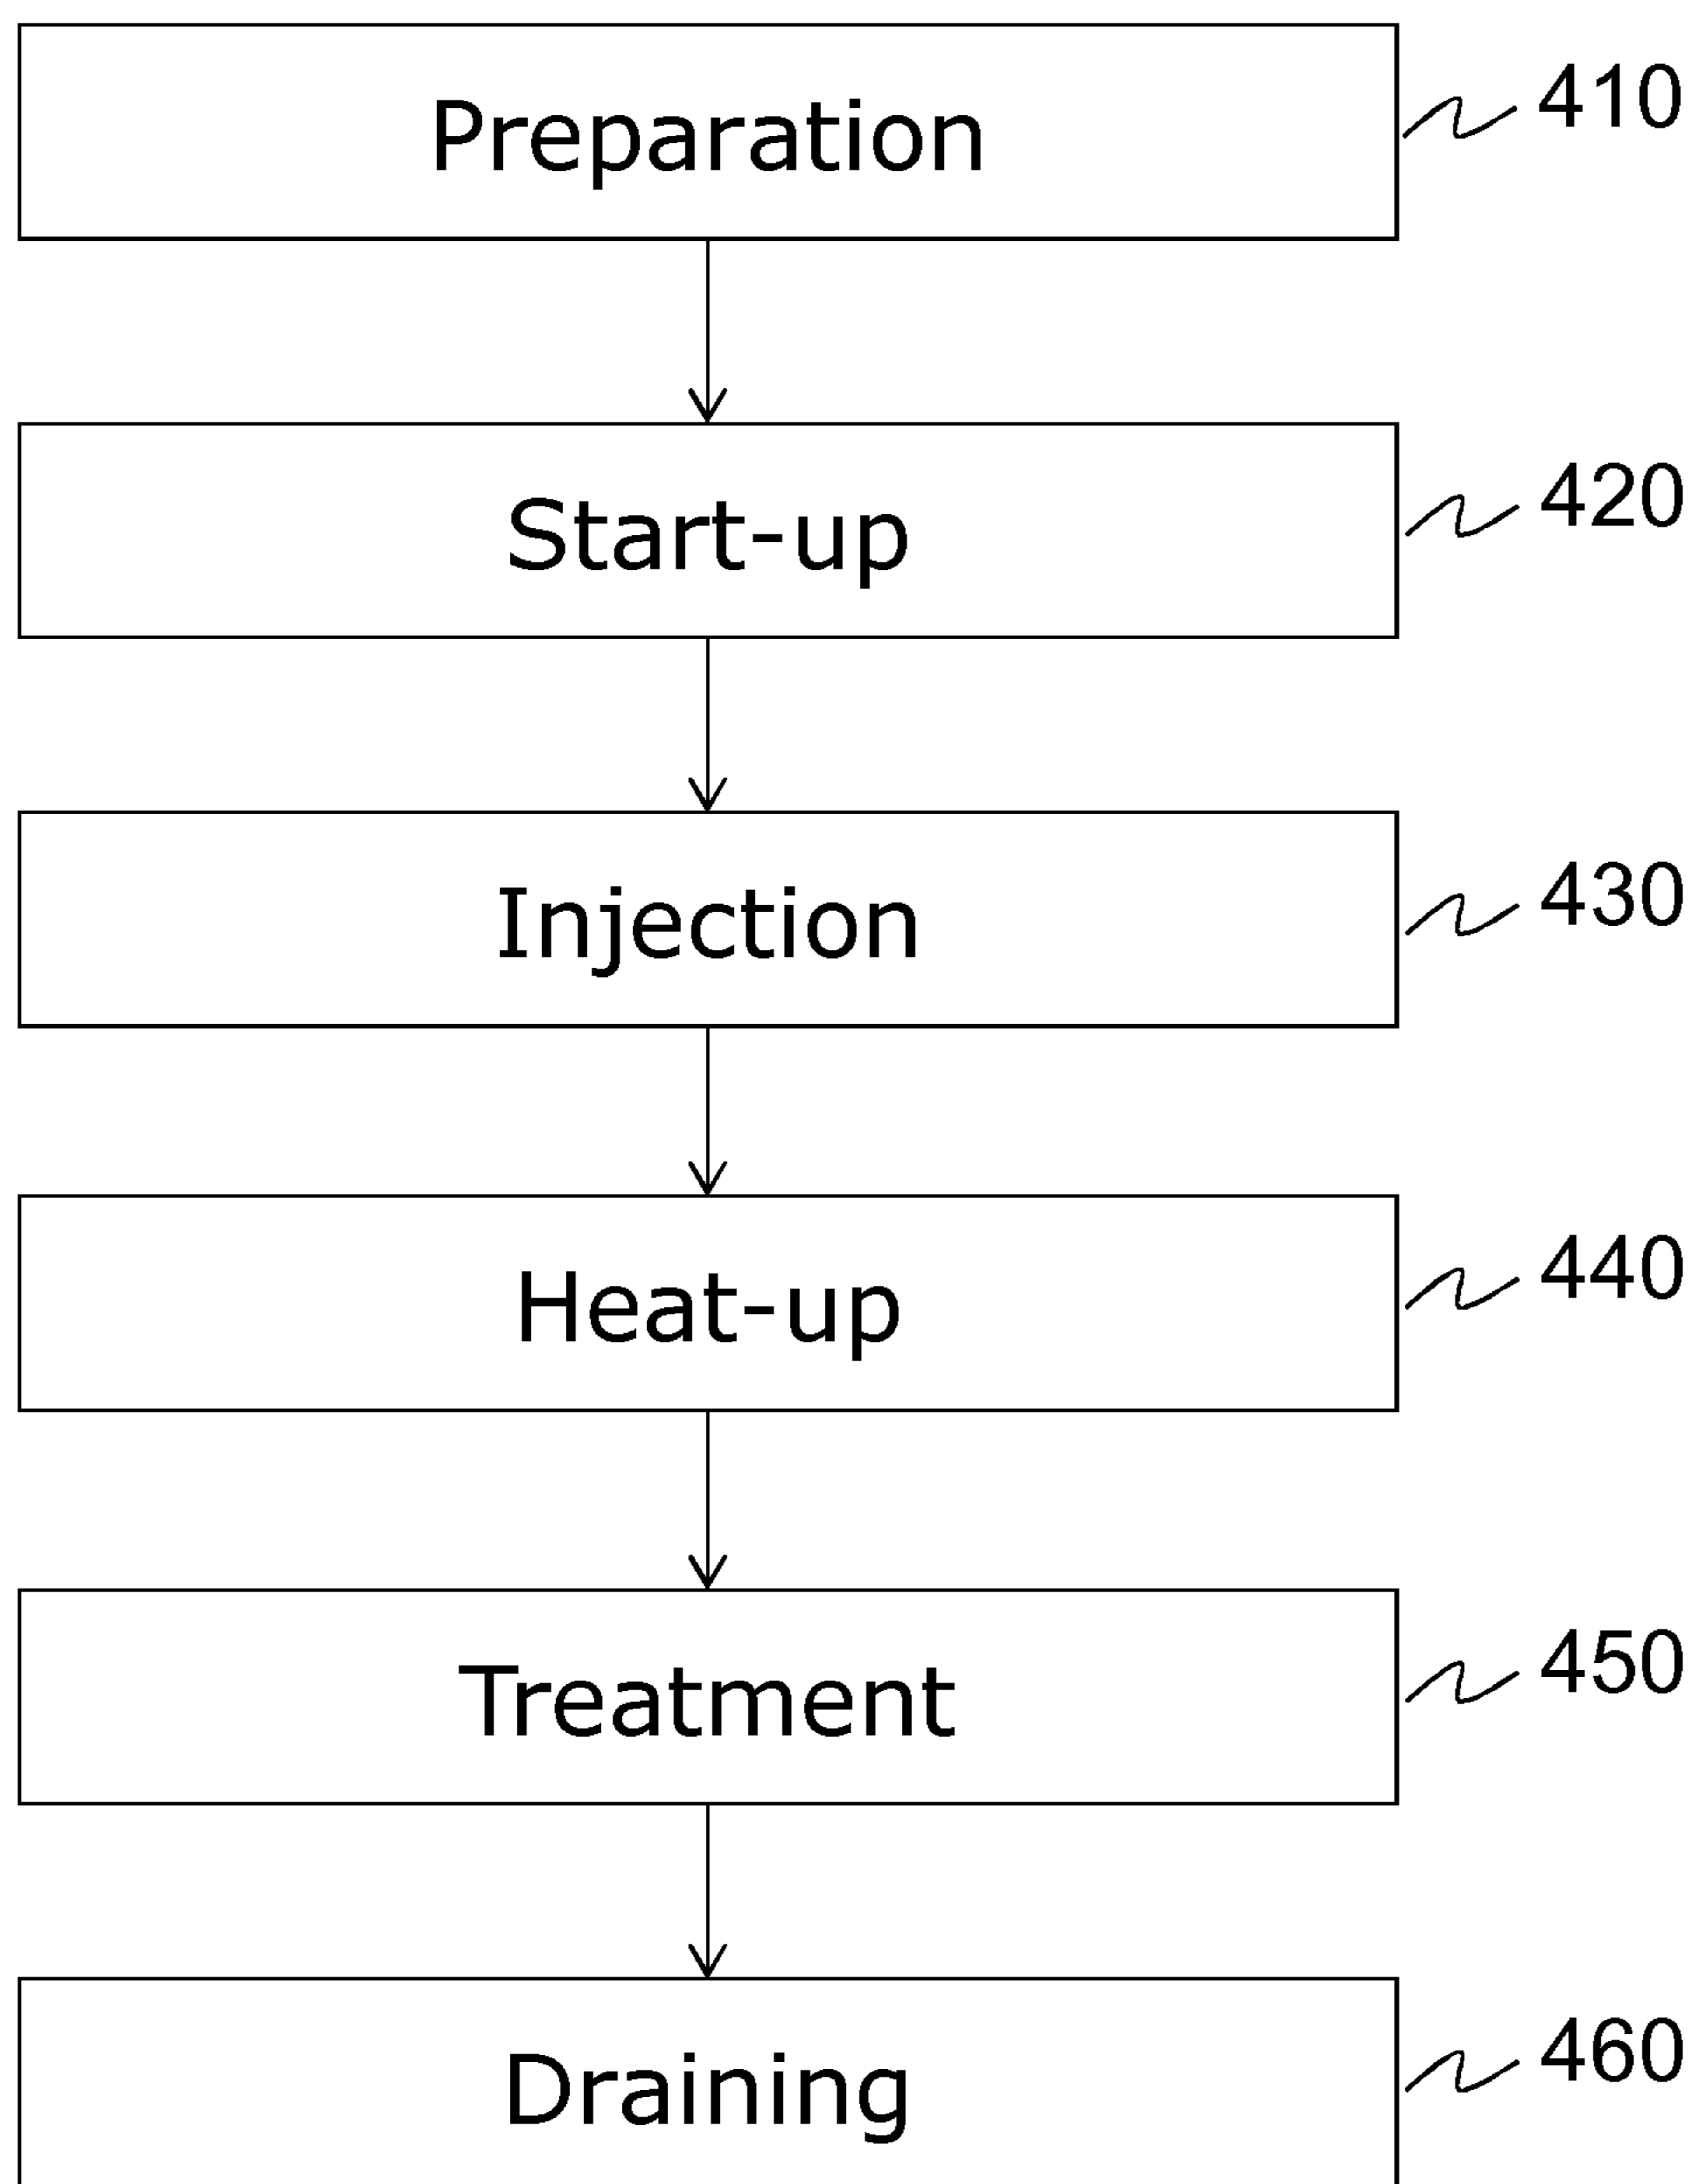 Preparation 410
Start-up 420
Injection 430
Heat-up 440
Treatment 450
Draining 460